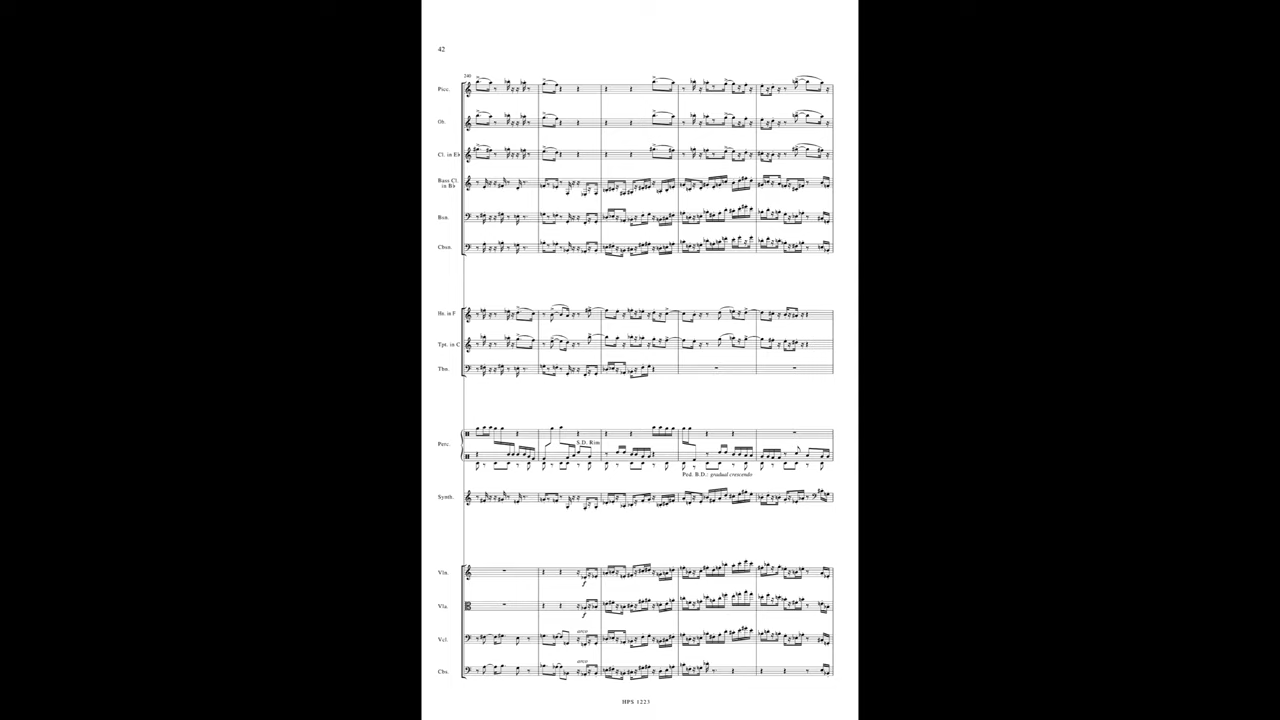 42
240
Picc.
Ob.
Cl. in E♭
Bass Cl.
in B♭
Bsn.
Cbsn.
Hn. in F
Tpt. in C
Tbn.
Perc.
S.D. Rim
Ped. B.D.: gradual crescendo
Synth.
Vln.
f
Vla.
f
Vcl.
arco
Cbs.
arco
HPS 1223